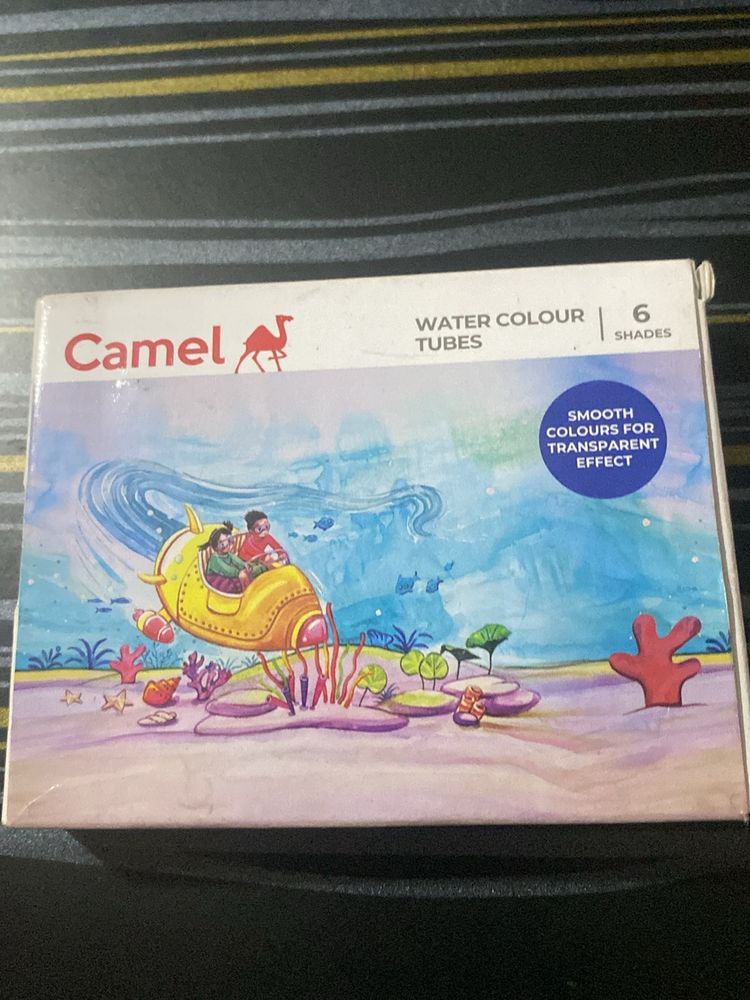 Camel
WATER COLOUR
TUBES
6
SHADES
SMOOTH
COLOURS FOR
TRANSPARENT
EFFECT